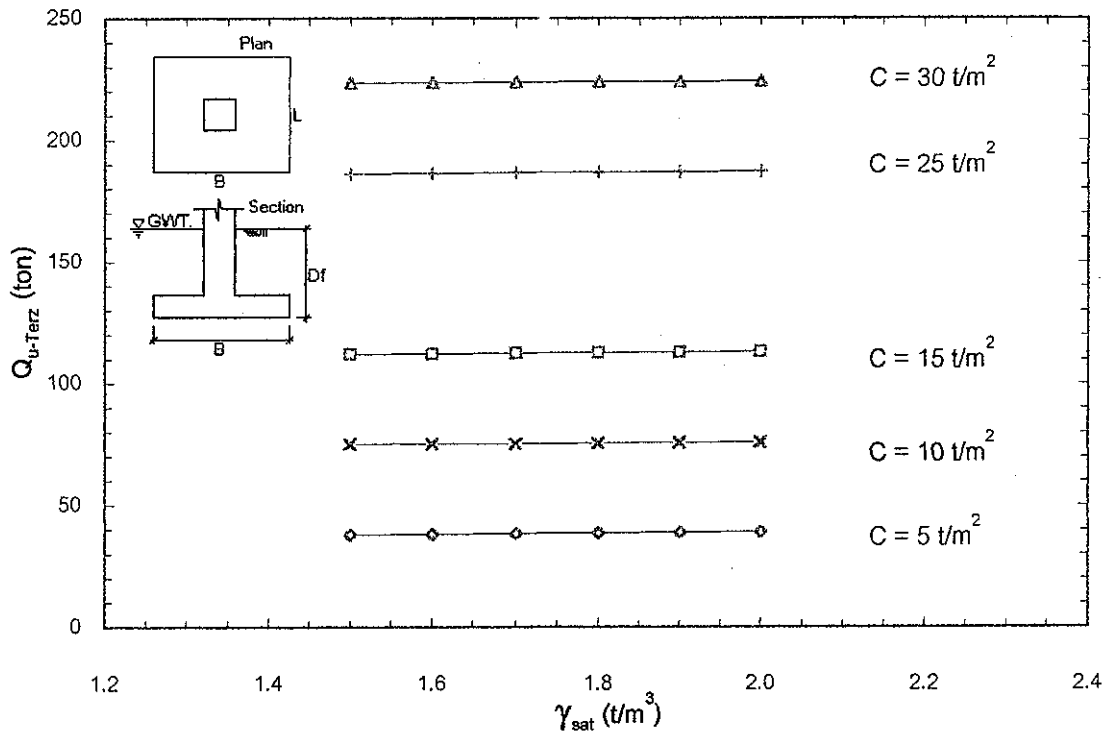 250
200
150
100
50
0
Q u-Terz (ton)
Plan
L
B
Section
GWT.
Df
B
C = 30 t/m²
C = 25 t/m²
C = 15 t/m²
C = 10 t/m²
C = 5 t/m²
1.2 1.4 1.6 1.8 2.0 2.2 2.4
γsat (t/m³)